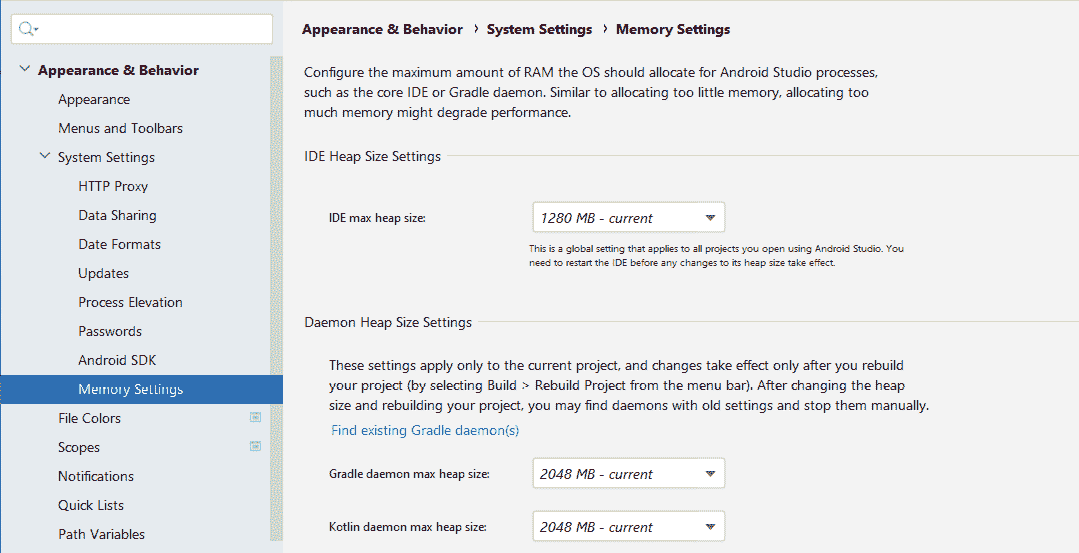 Appearance & Behavior
Appearance
Menus and Toolbars
System Settings
HTTP Proxy
Data Sharing
Date Formats
Updates
Process Elevation
Passwords
Android SDK
Memory Settings
File Colors
Scopes
Notifications
Quick Lists
Path Variables
Appearance & Behavior › System Settings › Memory Settings
Configure the maximum amount of RAM the OS should allocate for Android Studio processes,
such as the core IDE or Gradle daemon. Similar to allocating too little memory, allocating too
much memory might degrade performance.
IDE Heap Size Settings
IDE max heap size: 1280 MB - current
This is a global setting that applies to all projects you open using Android Studio. You
need to restart the IDE before any changes to its heap size take effect.
Daemon Heap Size Settings
These settings apply only to the current project, and changes take effect only after you rebuild
your project (by selecting Build > Rebuild Project from the menu bar). After changing the heap
size and rebuilding your project, you may find daemons with old settings and stop them manually.
Find existing Gradle daemon(s)
Gradle daemon max heap size: 2048 MB - current
Kotlin daemon max heap size: 2048 MB - current